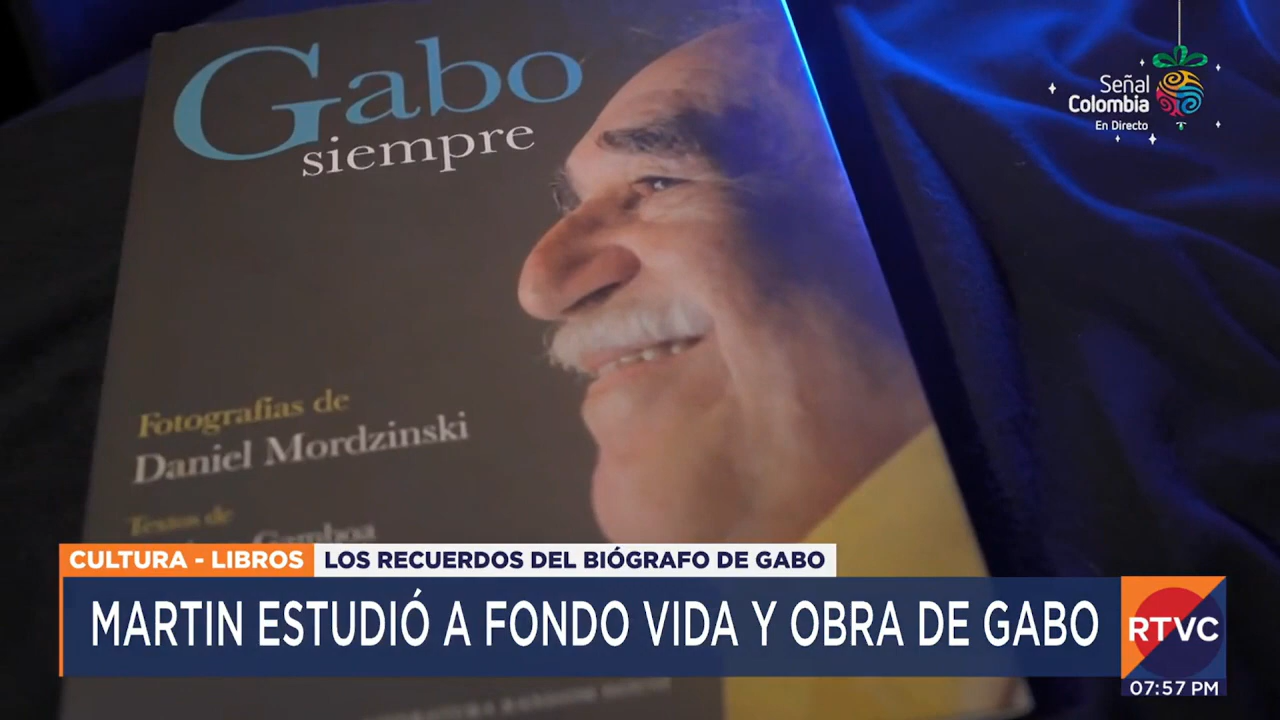 Gabo
siempre
Señal
Colombia
En Directo
Fotografías de
Daniel Mordzinski
Textos de
Gamboa
CULTURA - LIBROS
LOS RECUERDOS DEL BIÓGRAFO DE GABO
MARTIN ESTUDIÓ A FONDO VIDA Y OBRA DE GABO
RTVC
07:57 PM